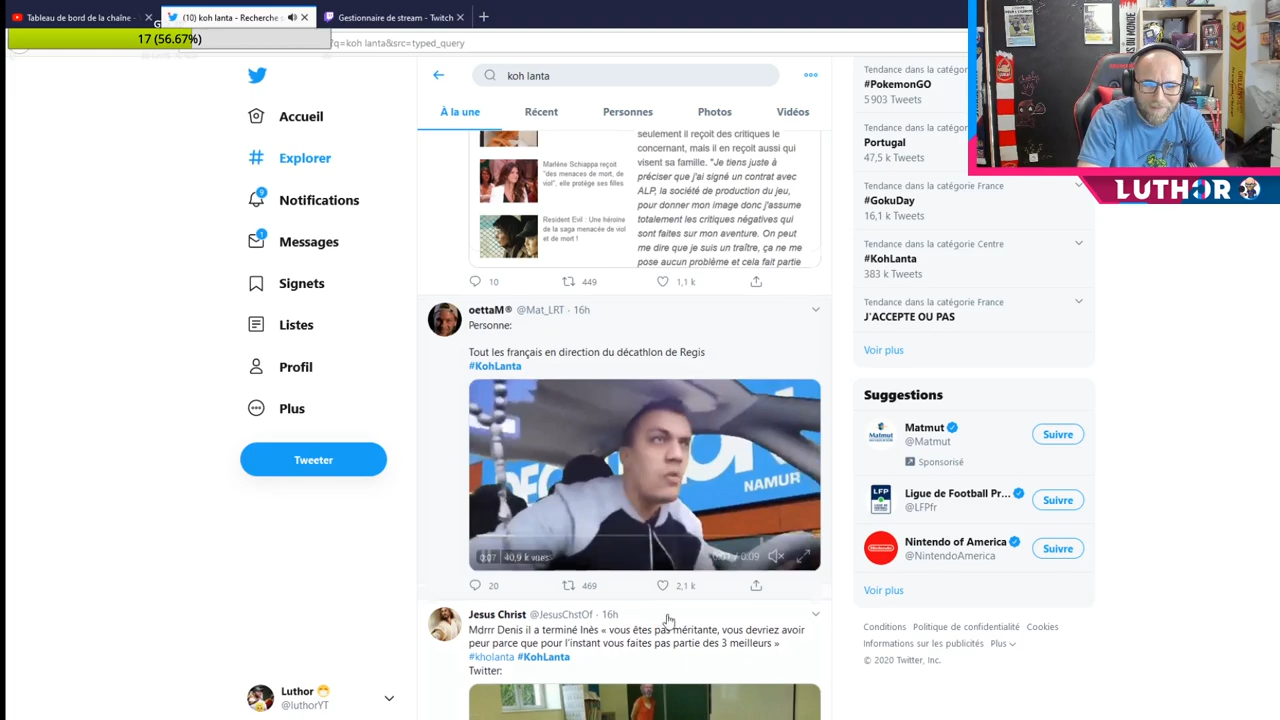 Tableau de bord de la chaîne -
(10) koh lanta - Recherche s
Gestionnaire de stream - Twitch
17 (56.67%)
?q=koh lanta&src=typed_query
koh lanta
À la une
Récent
Personnes
Photos
Vidéos
Accueil
Explorer
9
Notifications
1
Messages
Signets
Listes
Profil
Plus
Tweeter
Luthor
@luthorYT
Marlène Schiappa reçoit
"des menaces de mort, de
viol", elle protège ses filles
Resident Evil : Une héroïne
de la saga menacée de viol
et de mort !
seulement il reçoit des critiques le
concernant, mais il en reçoit aussi qui
visent sa famille. "Je tiens juste à
préciser que j'ai signé un contrat avec
ALP, la société de production du jeu,
pour donner mon image donc j'assume
totalement les critiques négatives qui
sont faites sur mon aventure. On peut
me dire que je suis un traître, ça ne me
pose aucun problème et cela fait partie
10
449
1,1 k
oettaM® @Mat_LRT · 16h
Personne:
Tout les français en direction du décathlon de Regis
#KohLanta
NAMUR
0:07
40,9 k vues
/ 0:09
20
469
2,1 k
Jesus Christ @JesusChstOf · 16h
Mdrrr Denis il a terminé Inès « vous êtes pas méritante, vous devriez avoir
peur parce que pour l'instant vous faites pas partie des 3 meilleurs »
#kholanta #KohLanta
Twitter:
Tendance dans la catégorie
#PokemonGO
5 903 Tweets
Tendance dans la catégorie
Portugal
47,5 k Tweets
Tendance dans la catégorie France
#GokuDay
16,1 k Tweets
Tendance dans la catégorie Centre
#KohLanta
383 k Tweets
Tendance dans la catégorie France
J'ACCEPTE OU PAS
Voir plus
Suggestions
Matmut
@Matmut
Suivre
Sponsorisé
Ligue de Football Pr...
@LFPfr
Suivre
Nintendo of America
@NintendoAmerica
Suivre
Voir plus
Conditions Politique de confidentialité Cookies
Informations sur les publicités Plus
© 2020 Twitter, Inc.
LUTHOR